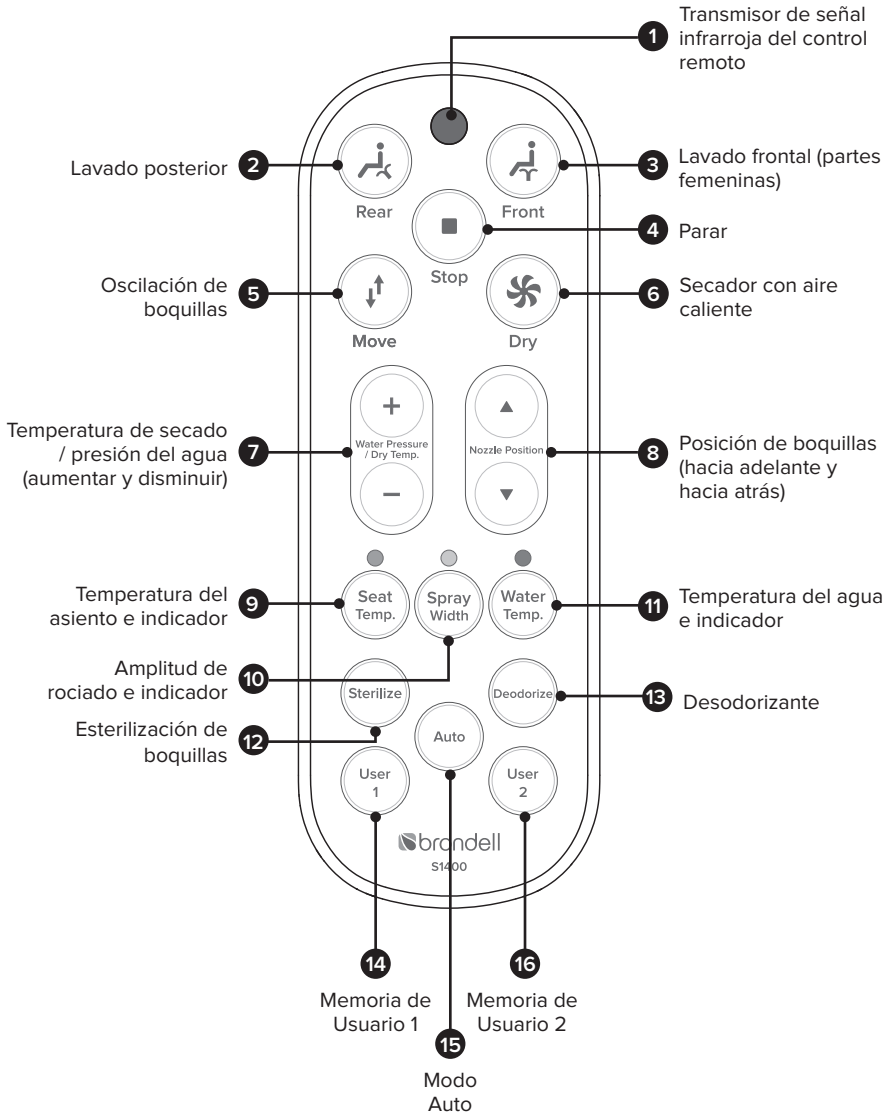 1
Transmisor de señal
infrarroja del control
remoto
Lavado posterior
2
Rear
Front
3
Lavado frontal (partes
femeninas)
Stop
4
Parar
Oscilación de
boquillas
5
Move
Dry
6
Secador con aire
caliente
Temperatura de secado
/ presión del agua
(aumentar y disminuir)
7
+
Water Pressure
/ Dry Temp.
−
Nozzle Position
8
Posición de boquillas
(hacia adelante y
hacia atrás)
Temperatura del
asiento e indicador
9
Seat
Temp.
Spray
Width
Water
Temp.
11
Temperatura del agua
e indicador
Amplitud de
rociado e indicador
10
Sterilize
Deodorize
13
Desodorizante
Esterilización de
boquillas
12
Auto
User
1
User
2
brondell
S1400
14
Memoria de
Usuario 1
16
Memoria de
Usuario 2
15
Modo
Auto